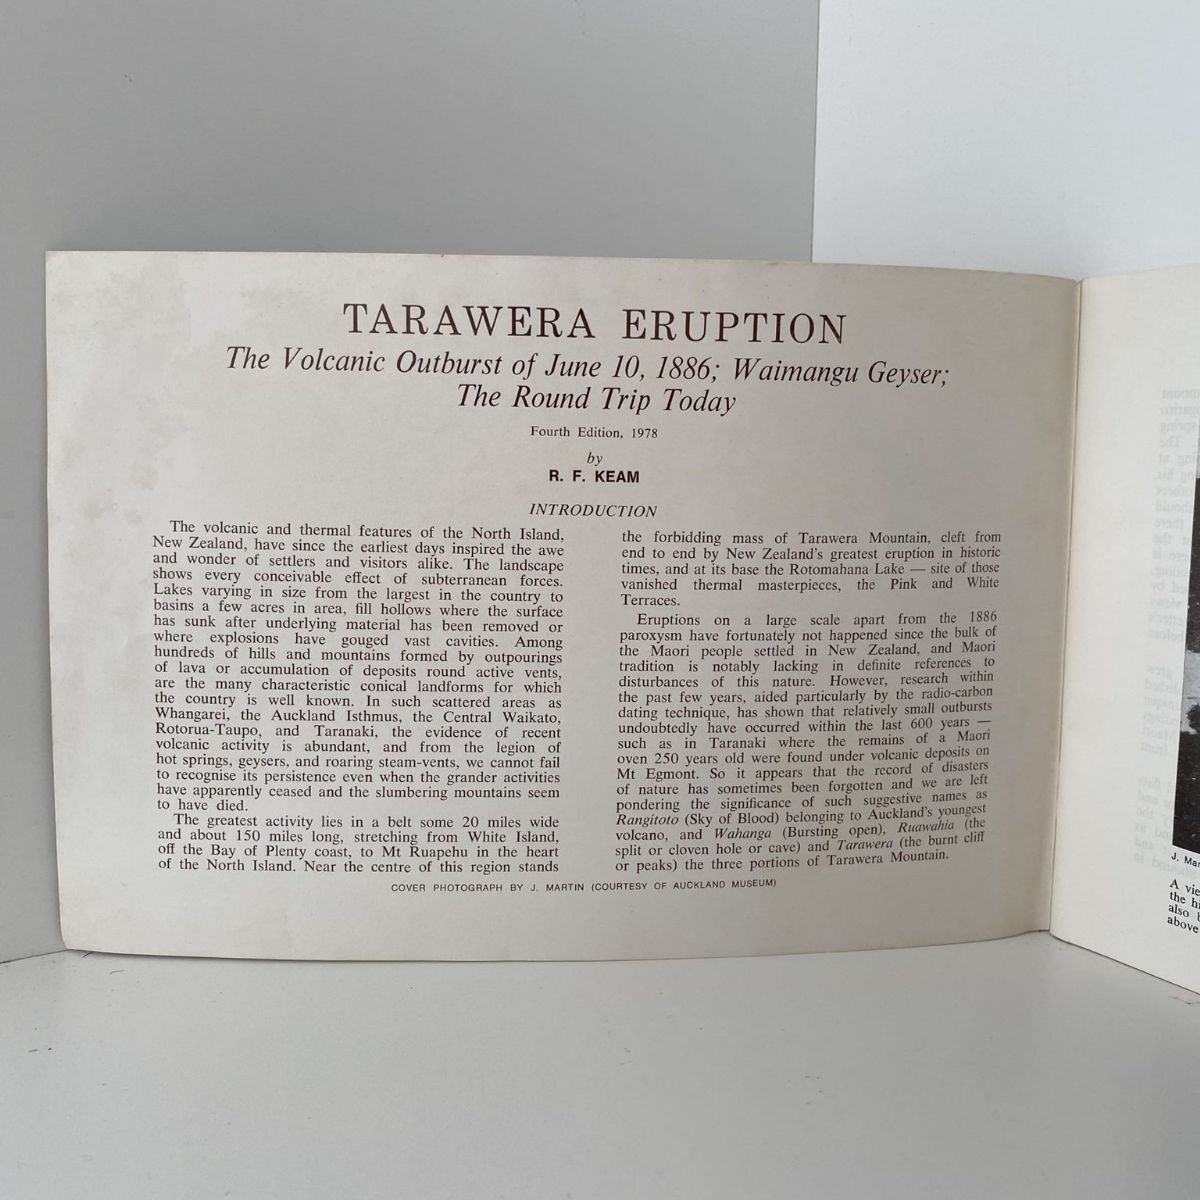 TARAWERA ERUPTION
The Volcanic Outburst of June 10, 1886; Waimangu Geyser;
The Round Trip Today
Fourth Edition, 1978
by
R. F. KEAM
INTRODUCTION
The volcanic and thermal features of the North Island,
New Zealand, have since the earliest days inspired the awe
and wonder of settlers and visitors alike. The landscape
shows every conceivable effect of subterranean forces.
Lakes varying in size from the largest in the country to
basins a few acres in area, fill hollows where the surface
has sunk after underlying material has been removed or
where explosions have gouged vast cavities. Among
hundreds of hills and mountains formed by outpourings
of lava or accumulation of deposits round active vents,
are the many characteristic conical landforms for which
the country is well known. In such scattered areas as
Whangarei, the Auckland Isthmus, the Central Waikato,
Rotorua-Taupo, and Taranaki, the evidence of recent
volcanic activity is abundant, and from the legion of
hot springs, geysers, and roaring steam-vents, we cannot fail
to recognise its persistence even when the grander activities
have apparently ceased and the slumbering mountains seem
to have died.
The greatest activity lies in a belt some 20 miles wide
and about 150 miles long, stretching from White Island,
off the Bay of Plenty coast, to Mt Ruapehu in the heart
of the North Island. Near the centre of this region stands
the forbidding mass of Tarawera Mountain, cleft from
end to end by New Zealand's greatest eruption in historic
times, and at its base the Rotomahana Lake — site of those
vanished thermal masterpieces, the Pink and White
Terraces.
Eruptions on a large scale apart from the 1886
paroxysm have fortunately not happened since the bulk of
the Maori people settled in New Zealand, and Maori
tradition is notably lacking in definite references to
disturbances of this nature. However, research within
the past few years, aided particularly by the radio-carbon
dating technique, has shown that relatively small outbursts
undoubtedly have occurred within the last 600 years —
such as in Taranaki where the remains of a Maori
oven 250 years old were found under volcanic deposits on
Mt Egmont. So it appears that the record of disasters
of nature has sometimes been forgotten and we are left
pondering the significance of such suggestive names as
Rangitoto (Sky of Blood) belonging to Auckland's youngest
volcano, and Wahanga (Bursting open), Ruawahia (the
split or cloven hole or cave) and Tarawera (the burnt cliff
or peaks) the three portions of Tarawera Mountain.
COVER PHOTOGRAPH BY J. MARTIN (COURTESY OF AUCKLAND MUSEUM)
J. Mar
A vie
the hi
also b
above